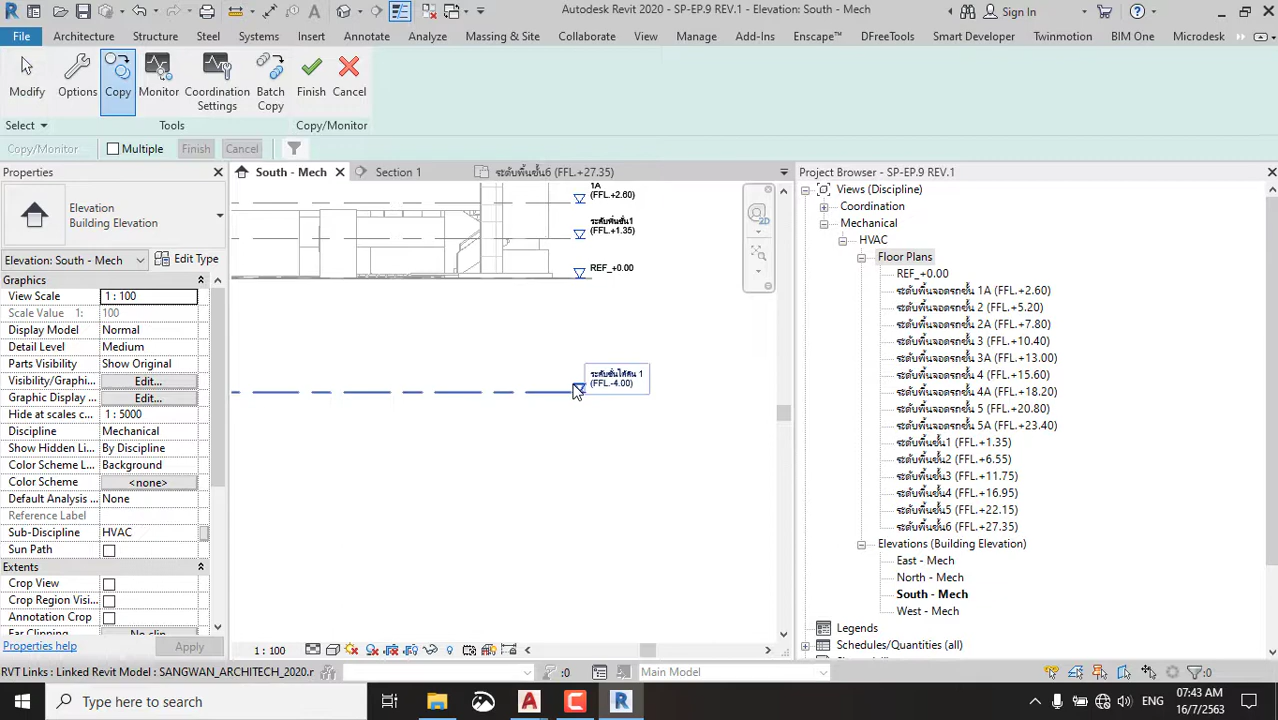 Autodesk Revit 2020 - SP-EP.9 REV.1 - Elevation: South - Mech
Sign In
File Architecture Structure Steel Systems Insert Annotate Analyze Massing & Site Collaborate View Manage Add-Ins Enscape™ DFreeTools Smart Developer Twinmotion BIM One Microdesk
Modify Options Copy Monitor Coordination Settings Batch Copy Finish Cancel
Select Tools Copy/Monitor
Copy/Monitor Multiple Finish Cancel
Properties
South - Mech
Section 1
ระดับพื้นชั้น6 (FFL.+27.35)
Project Browser - SP-EP.9 REV.1
Elevation
Building Elevation
Elevation: South - Mech
Edit Type
Graphics
View Scale 1 : 100
Scale Value 1: 100
Display Model Normal
Detail Level Medium
Parts Visibility Show Original
Visibility/Graphi... Edit...
Graphic Display ... Edit...
Hide at scales c... 1 : 5000
Discipline Mechanical
Show Hidden Li... By Discipline
Color Scheme L... Background
Color Scheme <none>
Default Analysis ... None
Reference Label
Sub-Discipline HVAC
Sun Path
Extents
Crop View
Crop Region Visi...
Annotation Crop
Far Clipping No clip
Properties help
Apply
1A
(FFL.+2.60)
ระดับพื้นชั้น1
(FFL.+1.35)
REF_+0.00
ระดับชั้นใต้ดิน 1
(FFL.-4.00)
2D
Views (Discipline)
Coordination
Mechanical
HVAC
Floor Plans
REF_+0.00
ระดับพื้นจอดรถชั้น 1A (FFL.+2.60)
ระดับพื้นจอดรถชั้น 2 (FFL.+5.20)
ระดับพื้นจอดรถชั้น 2A (FFL.+7.80)
ระดับพื้นจอดรถชั้น 3 (FFL.+10.40)
ระดับพื้นจอดรถชั้น 3A (FFL.+13.00)
ระดับพื้นจอดรถชั้น 4 (FFL.+15.60)
ระดับพื้นจอดรถชั้น 4A (FFL.+18.20)
ระดับพื้นจอดรถชั้น 5 (FFL.+20.80)
ระดับพื้นจอดรถชั้น 5A (FFL.+23.40)
ระดับพื้นชั้น1 (FFL.+1.35)
ระดับพื้นชั้น2 (FFL.+6.55)
ระดับพื้นชั้น3 (FFL.+11.75)
ระดับพื้นชั้น4 (FFL.+16.95)
ระดับพื้นชั้น5 (FFL.+22.15)
ระดับพื้นชั้น6 (FFL.+27.35)
Elevations (Building Elevation)
East - Mech
North - Mech
South - Mech
West - Mech
Legends
Schedules/Quantities (all)
1 : 100
RVT Links : Linked Revit Model : SANGWAN_ARCHITECH_2020.r
:0
Main Model
:0
Type here to search
ENG
07:43 AM
16/7/2563